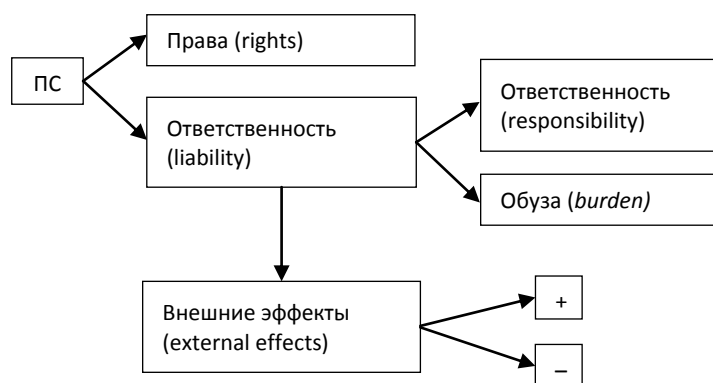 Права (rights)
ПС
Ответственность
(liability)
Ответственность
(responsibility)
Обуза (burden)
Внешние эффекты
(external effects)
+
–